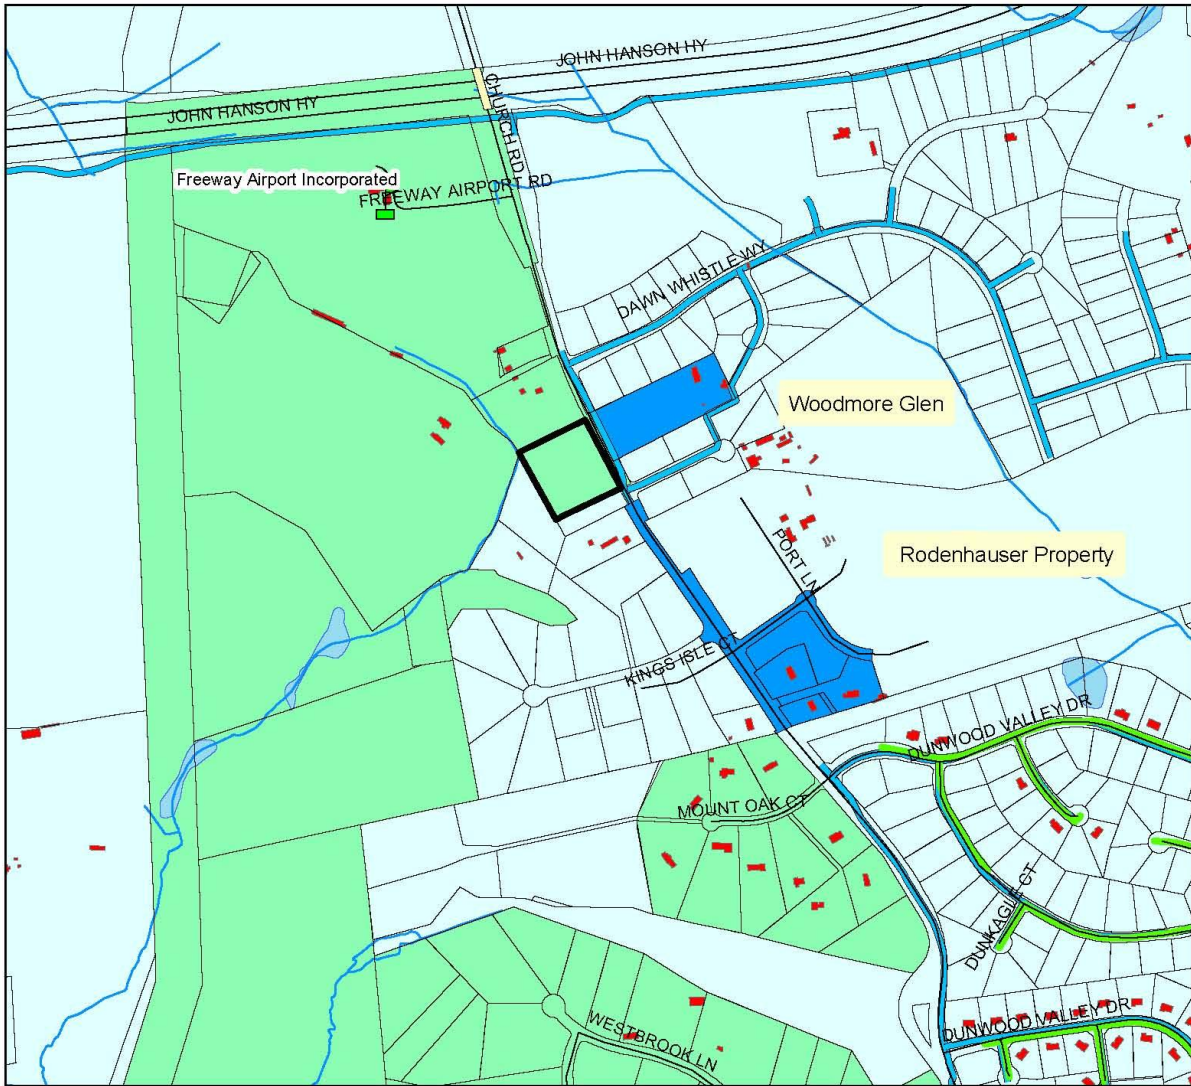 JOHN HANSON HY
JOHN HANSON HY
CHURCH RD
Freeway Airport Incorporated
FREEWAY AIRPORT RD
DAWN WHISTLE WY
Woodmore Glen
Rodenhauser Property
PORT LN
KINGS ISLE CT
DUNWOOD VALLEY DR
MOUNT OAK CT
DUNKAGLE CT
WESTBROOK LN
DUNWOOD VALLEY DR